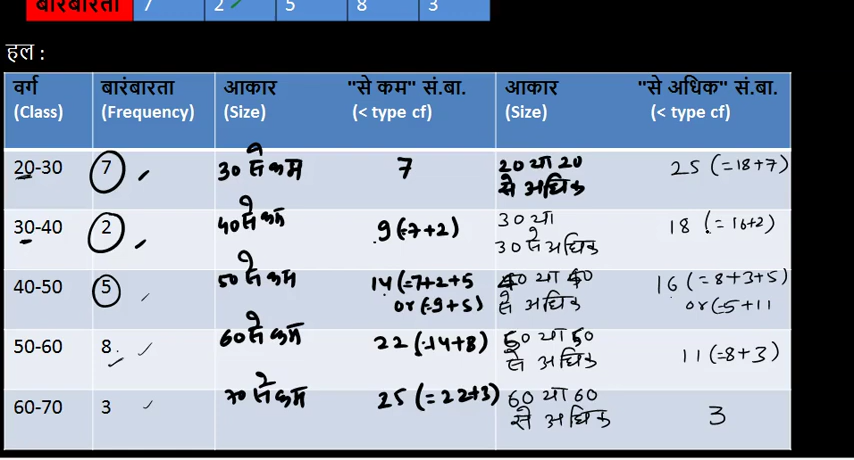 बारंबारता 7 2 5 8 3
हल :
वर्ग बारंबारता आकार "से कम" सं.बा. आकार "से अधिक" सं.बा.
(Class) (Frequency) (Size) (< type cf) (Size) (< type cf)
20-30 7 30 से कम 7 20 या 20 25 (=18+7)
से अधिक
30-40 2 40 से कम 9 (=7+2) 30 या 18 (= 16+2)
30 से अधिक
40-50 5 50 से कम 14 (=7+2+5 40 या 40 16 (=8+3+5)
or (=9+5) से अधिक or (=5+11
50-60 8 60 से कम 22 (=14+8) 50 या 50 11 (=8+3)
से अधिक
60-70 3 70 से कम 25 (=22+3) 60 या 60 3
से अधिक